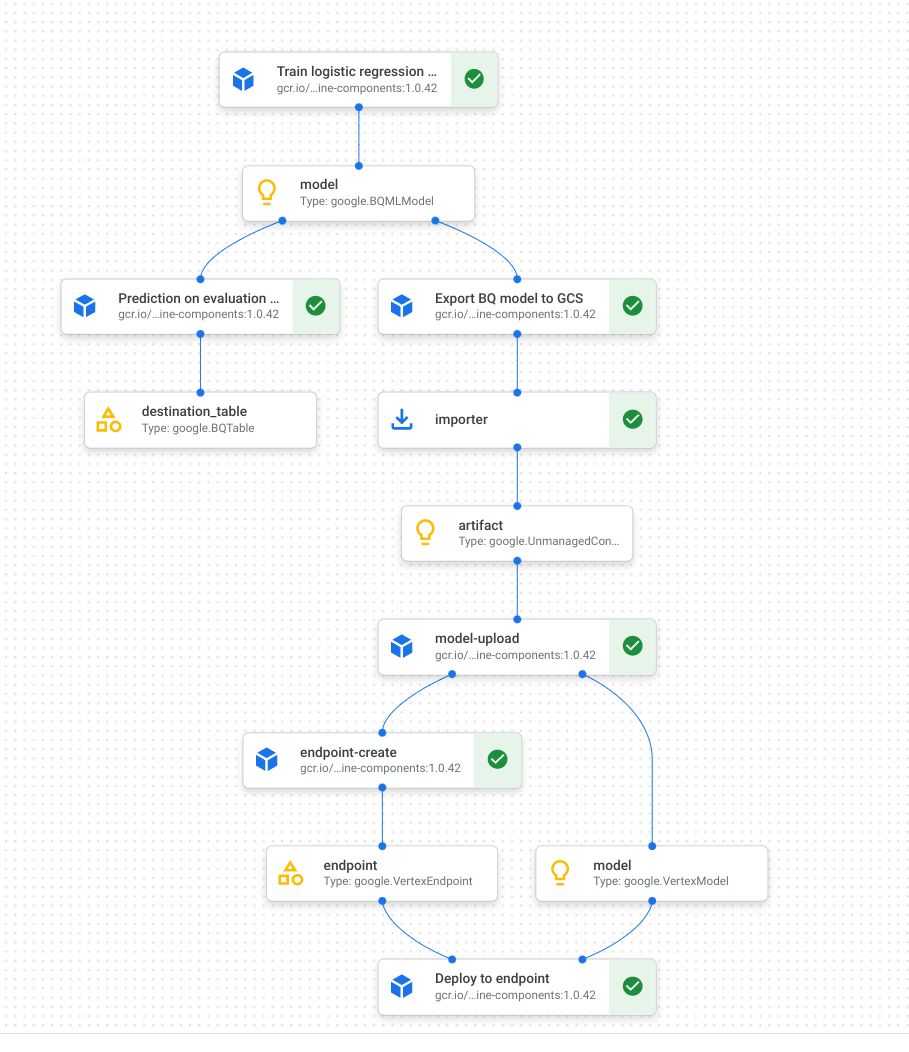 Train logistic regression ...
gcr.io/...ine-components:1.0.42
model
Type: google.BQMLModel
Prediction on evaluation ...
gcr.io/...ine-components:1.0.42
Export BQ model to GCS
gcr.io/...ine-components:1.0.42
destination_table
Type: google.BQTable
importer
artifact
Type: google.UnmanagedCon...
model-upload
gcr.io/...ine-components:1.0.42
endpoint-create
gcr.io/...ine-components:1.0.42
endpoint
Type: google.VertexEndpoint
model
Type: google.VertexModel
Deploy to endpoint
gcr.io/...ine-components:1.0.42